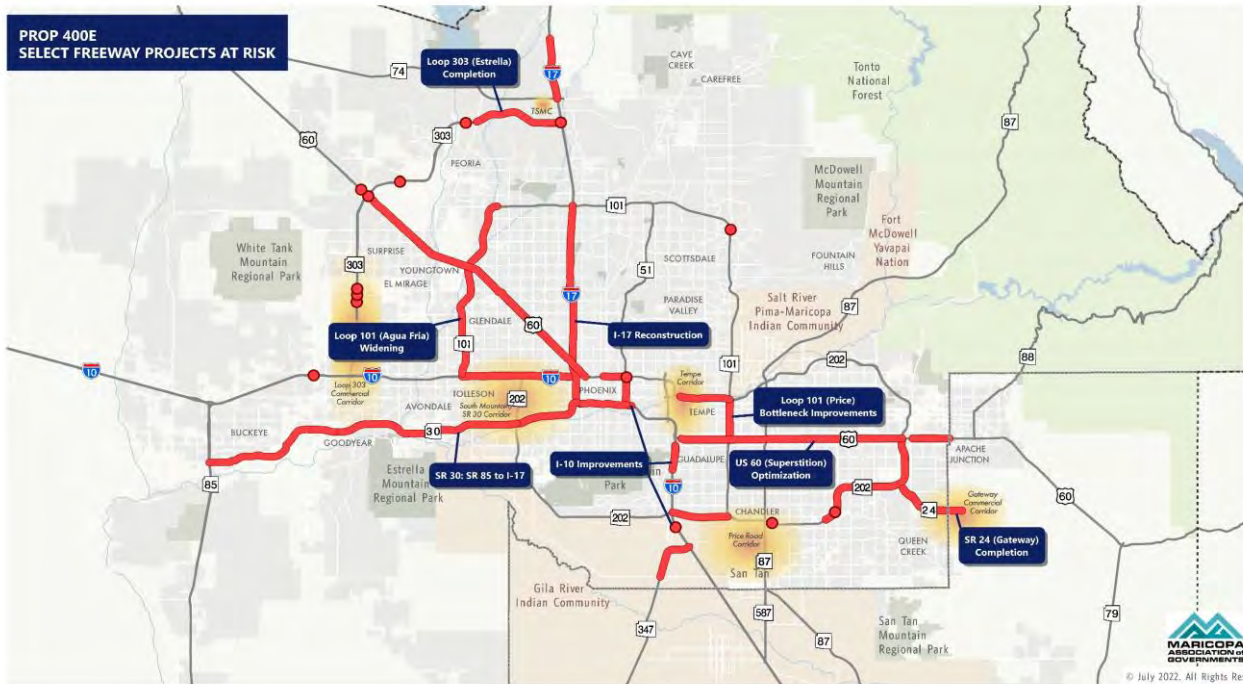 PROP 400E
SELECT FREEWAY PROJECTS AT RISK
Loop 303 (Estrella)
Completion
17
CAVE
CREEK
CAREFREE
Tonto
National
Forest
74
TSMC
87
60
303
PEORIA
McDowell
Mountain
Regional
Park
Fort
McDowell
Yavapai
Nation
101
White Tank
Mountain
Regional Park
SURPRISE
303
YOUNGTOWN
EL MIRAGE
51
SCOTTSDALE
FOUNTAIN
HILLS
17
PARADISE
VALLEY
Salt River
Pima-Maricopa
Indian Community
87
Loop 101 (Agua Fria)
Widening
GLENDALE
60
I-17 Reconstruction
101
101
202
88
10
Loop 303
Commercial
Corridor
10
TOLLESON
10
PHOENIX
Tempe
Corridor
AVONDALE
South Mountain/
SR 30 Corridor
202
TEMPE
Loop 101 (Price)
Bottleneck Improvements
BUCKEYE
GOODYEAR
30
60
APACHE
JUNCTION
Estrella
Mountain
Regional Park
SR 30: SR 85 to I-17
I-10 Improvements
Park
GUADALUPE
US 60 (Superstition)
Optimization
85
10
202
60
202
CHANDLER
24
Gateway
Commercial
Corridor
Price Road
Corridor
QUEEN
CREEK
SR 24 (Gateway)
Completion
87
San Tan
Gila River
Indian Community
347
587
87
San Tan
Mountain
Regional Park
79
MARICOPA
ASSOCIATION of
GOVERNMENTS
© July 2022. All Rights Res